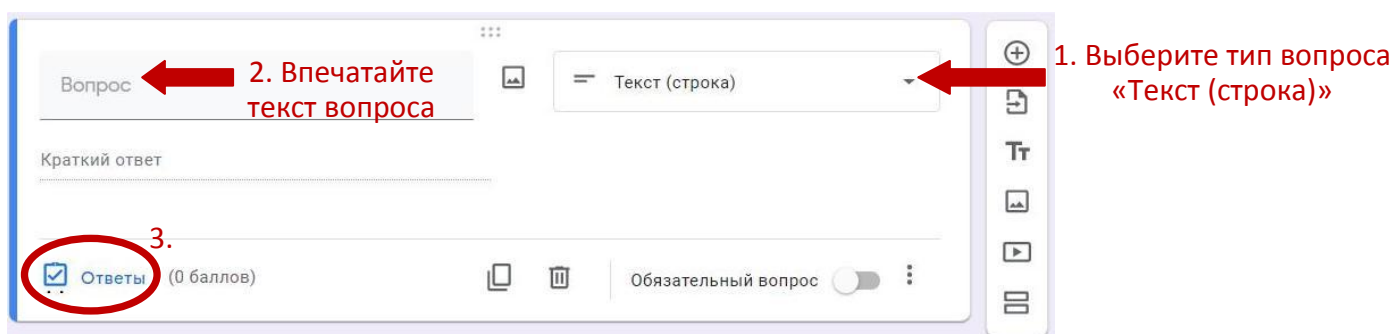 Вопрос
2. Впечатайте
текст вопроса
Текст (строка)
1. Выберите тип вопроса
«Текст (строка)»
Краткий ответ
Тт
3.
Ответы
(0 баллов)
Обязательный вопрос